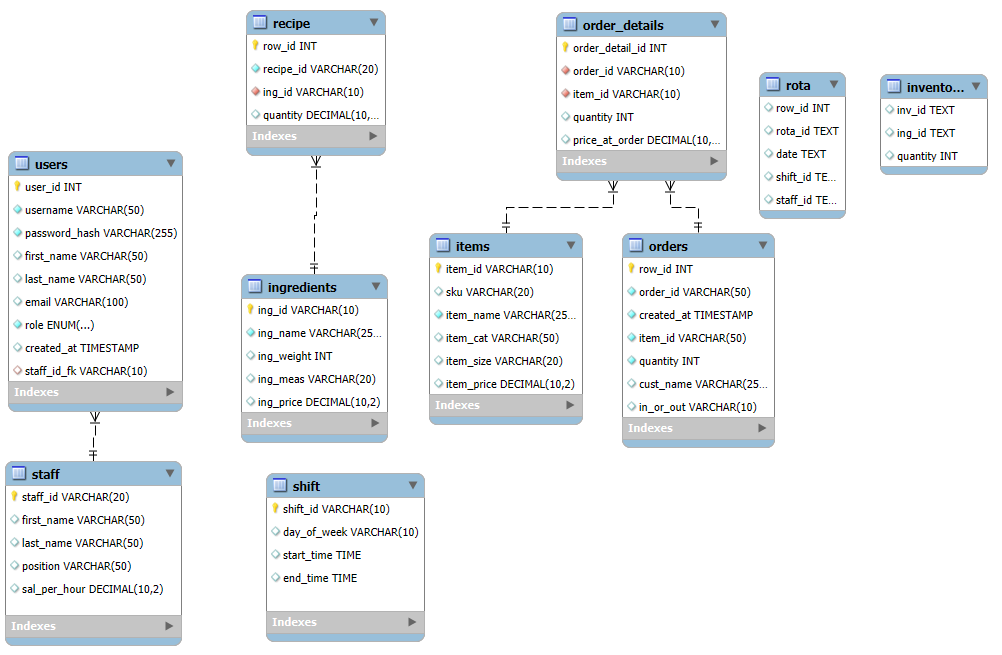 recipe
row_id INT
recipe_id VARCHAR(20)
ing_id VARCHAR(10)
quantity DECIMAL(10,...
Indexes
order_details
order_detail_id INT
order_id VARCHAR(10)
item_id VARCHAR(10)
quantity INT
price_at_order DECIMAL(10,...
Indexes
rota
row_id INT
rota_id TEXT
date TEXT
shift_id TE...
staff_id TE...
invento...
inv_id TEXT
ing_id TEXT
quantity INT
users
user_id INT
username VARCHAR(50)
password_hash VARCHAR(255)
first_name VARCHAR(50)
last_name VARCHAR(50)
email VARCHAR(100)
role ENUM(...)
created_at TIMESTAMP
staff_id_fk VARCHAR(10)
Indexes
ingredients
ing_id VARCHAR(10)
ing_name VARCHAR(25...
ing_weight INT
ing_meas VARCHAR(20)
ing_price DECIMAL(10,2)
Indexes
items
item_id VARCHAR(10)
sku VARCHAR(20)
item_name VARCHAR(25...
item_cat VARCHAR(50)
item_size VARCHAR(20)
item_price DECIMAL(10,2)
Indexes
orders
row_id INT
order_id VARCHAR(50)
created_at TIMESTAMP
item_id VARCHAR(50)
quantity INT
cust_name VARCHAR(25...
in_or_out VARCHAR(10)
Indexes
staff
staff_id VARCHAR(20)
first_name VARCHAR(50)
last_name VARCHAR(50)
position VARCHAR(50)
sal_per_hour DECIMAL(10,2)
Indexes
shift
shift_id VARCHAR(10)
day_of_week VARCHAR(10)
start_time TIME
end_time TIME
Indexes